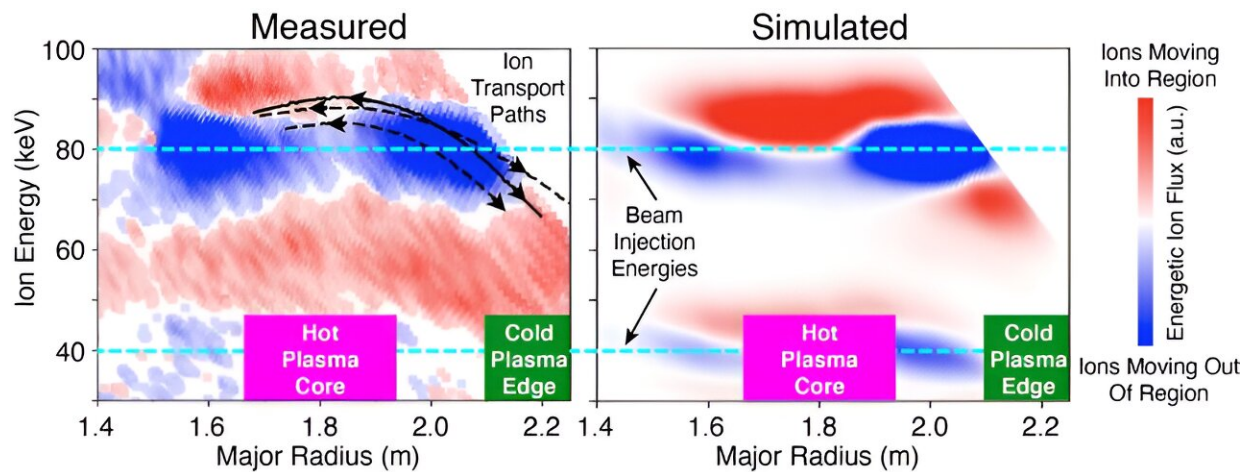 Measured
Simulated
Ion Energy (keV)
100
80
60
40
Ion
Transport
Paths
Hot
Plasma
Core
Cold
Plasma
Edge
1.4 1.6 1.8 2.0 2.2
Major Radius (m)
Beam
Injection
Energies
Hot
Plasma
Core
Cold
Plasma
Edge
1.4 1.6 1.8 2.0 2.2
Major Radius (m)
Ions Moving
Into Region
Energetic Ion Flux (a.u.)
Ions Moving Out
Of Region